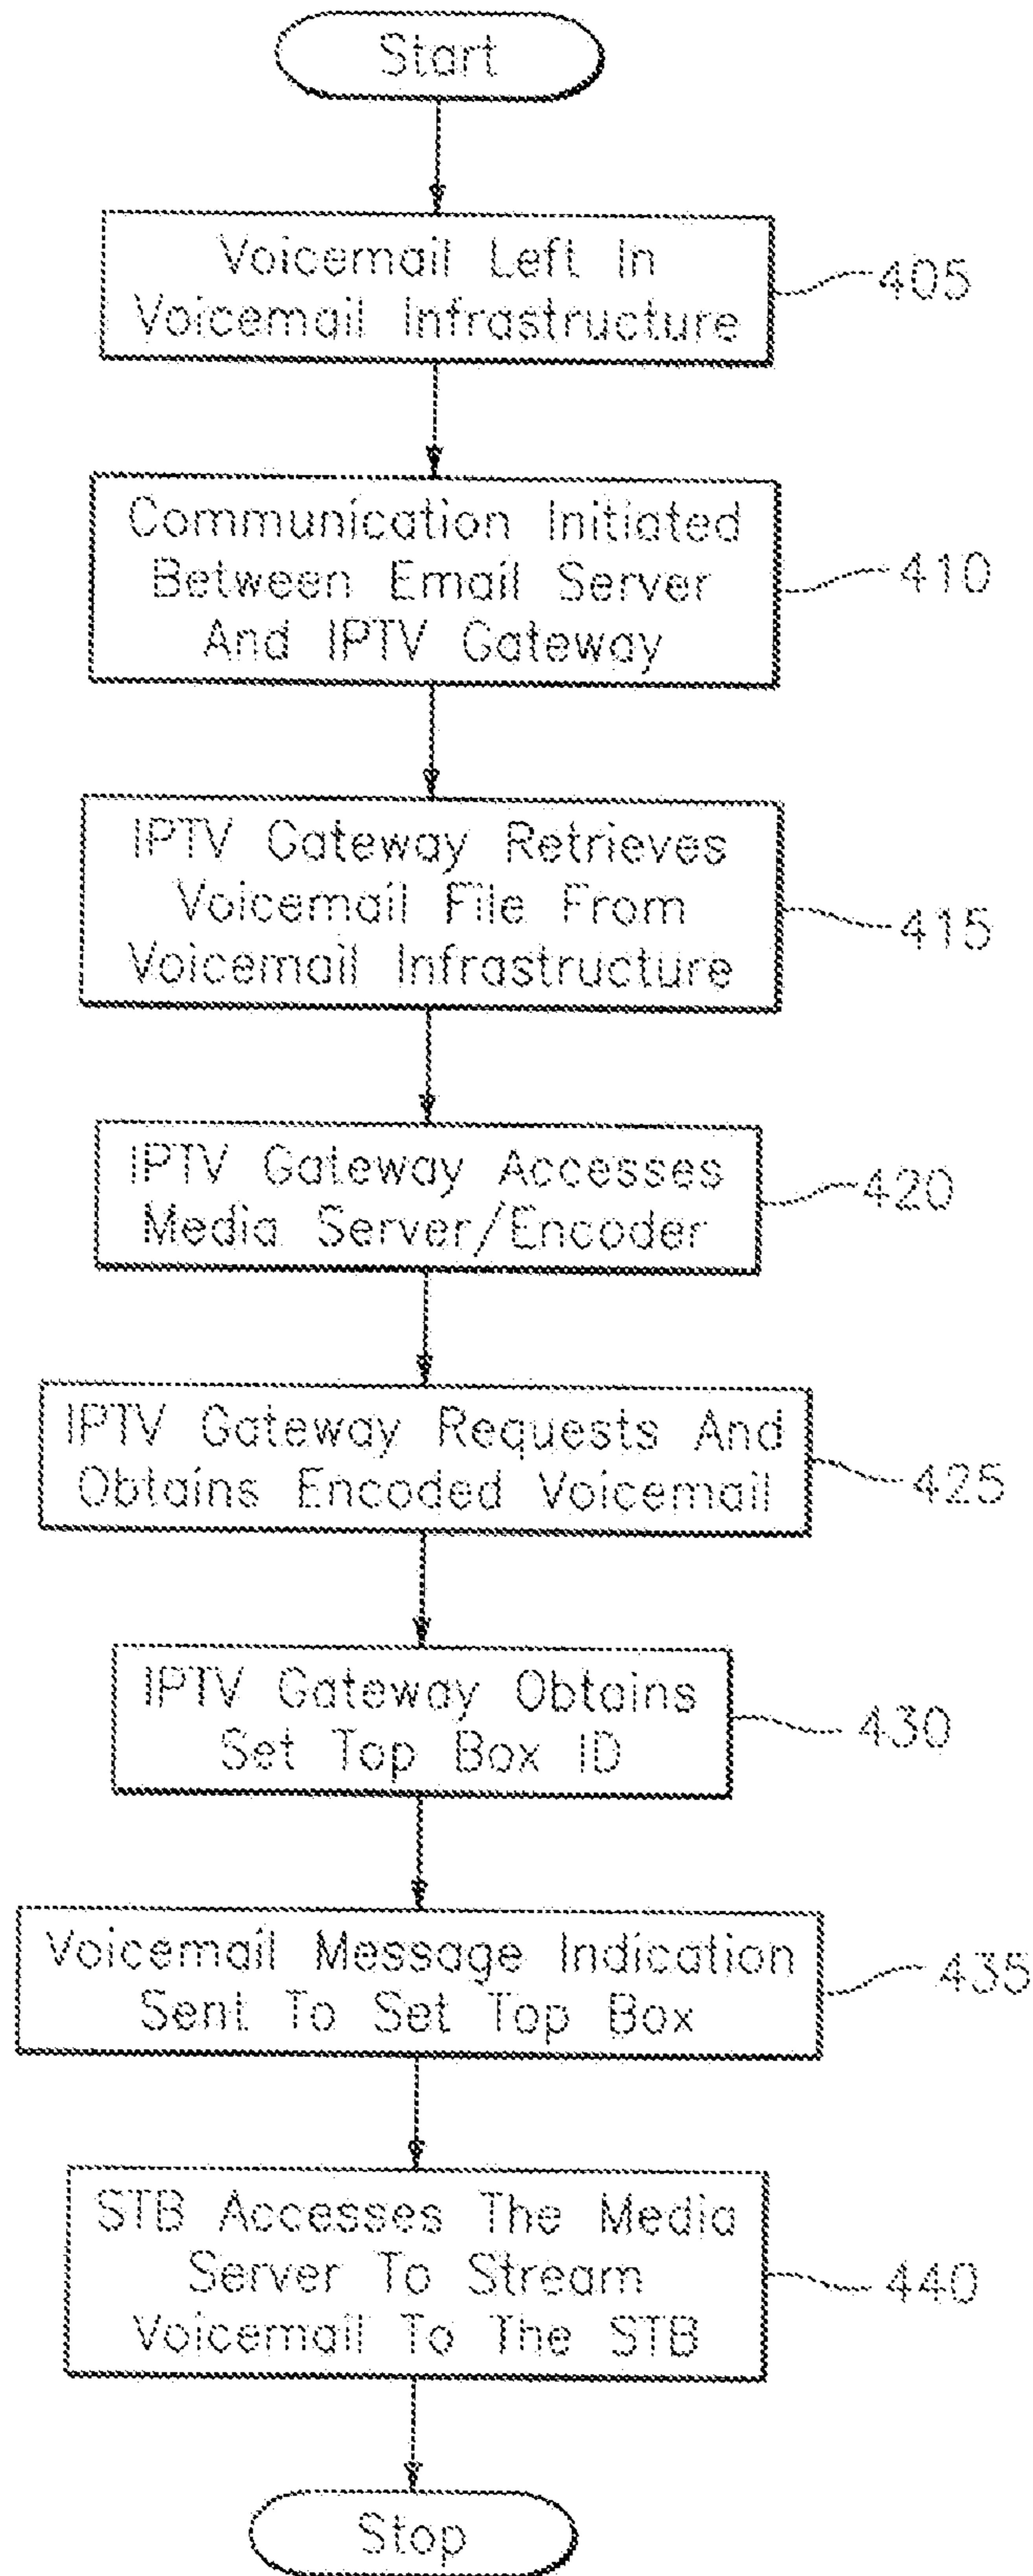 Start
Voicemail Left In
Voicemail Infrastructure
405
Communication Initiated
Between Email Server
And IPTV Gateway
410
IPTV Gateway Retrieves
Voicemail File From
Voicemail Infrastructure
415
IPTV Gateway Accesses
Media Server/Encoder
420
IPTV Gateway Requests And
Obtains Encoded Voicemail
425
IPTV Gateway Obtains
Set Top Box ID
430
Voicemail Message Indication
Sent To Set Top Box
435
STB Accesses The Media
Server To Stream
Voicemail To The STB
440
Stop